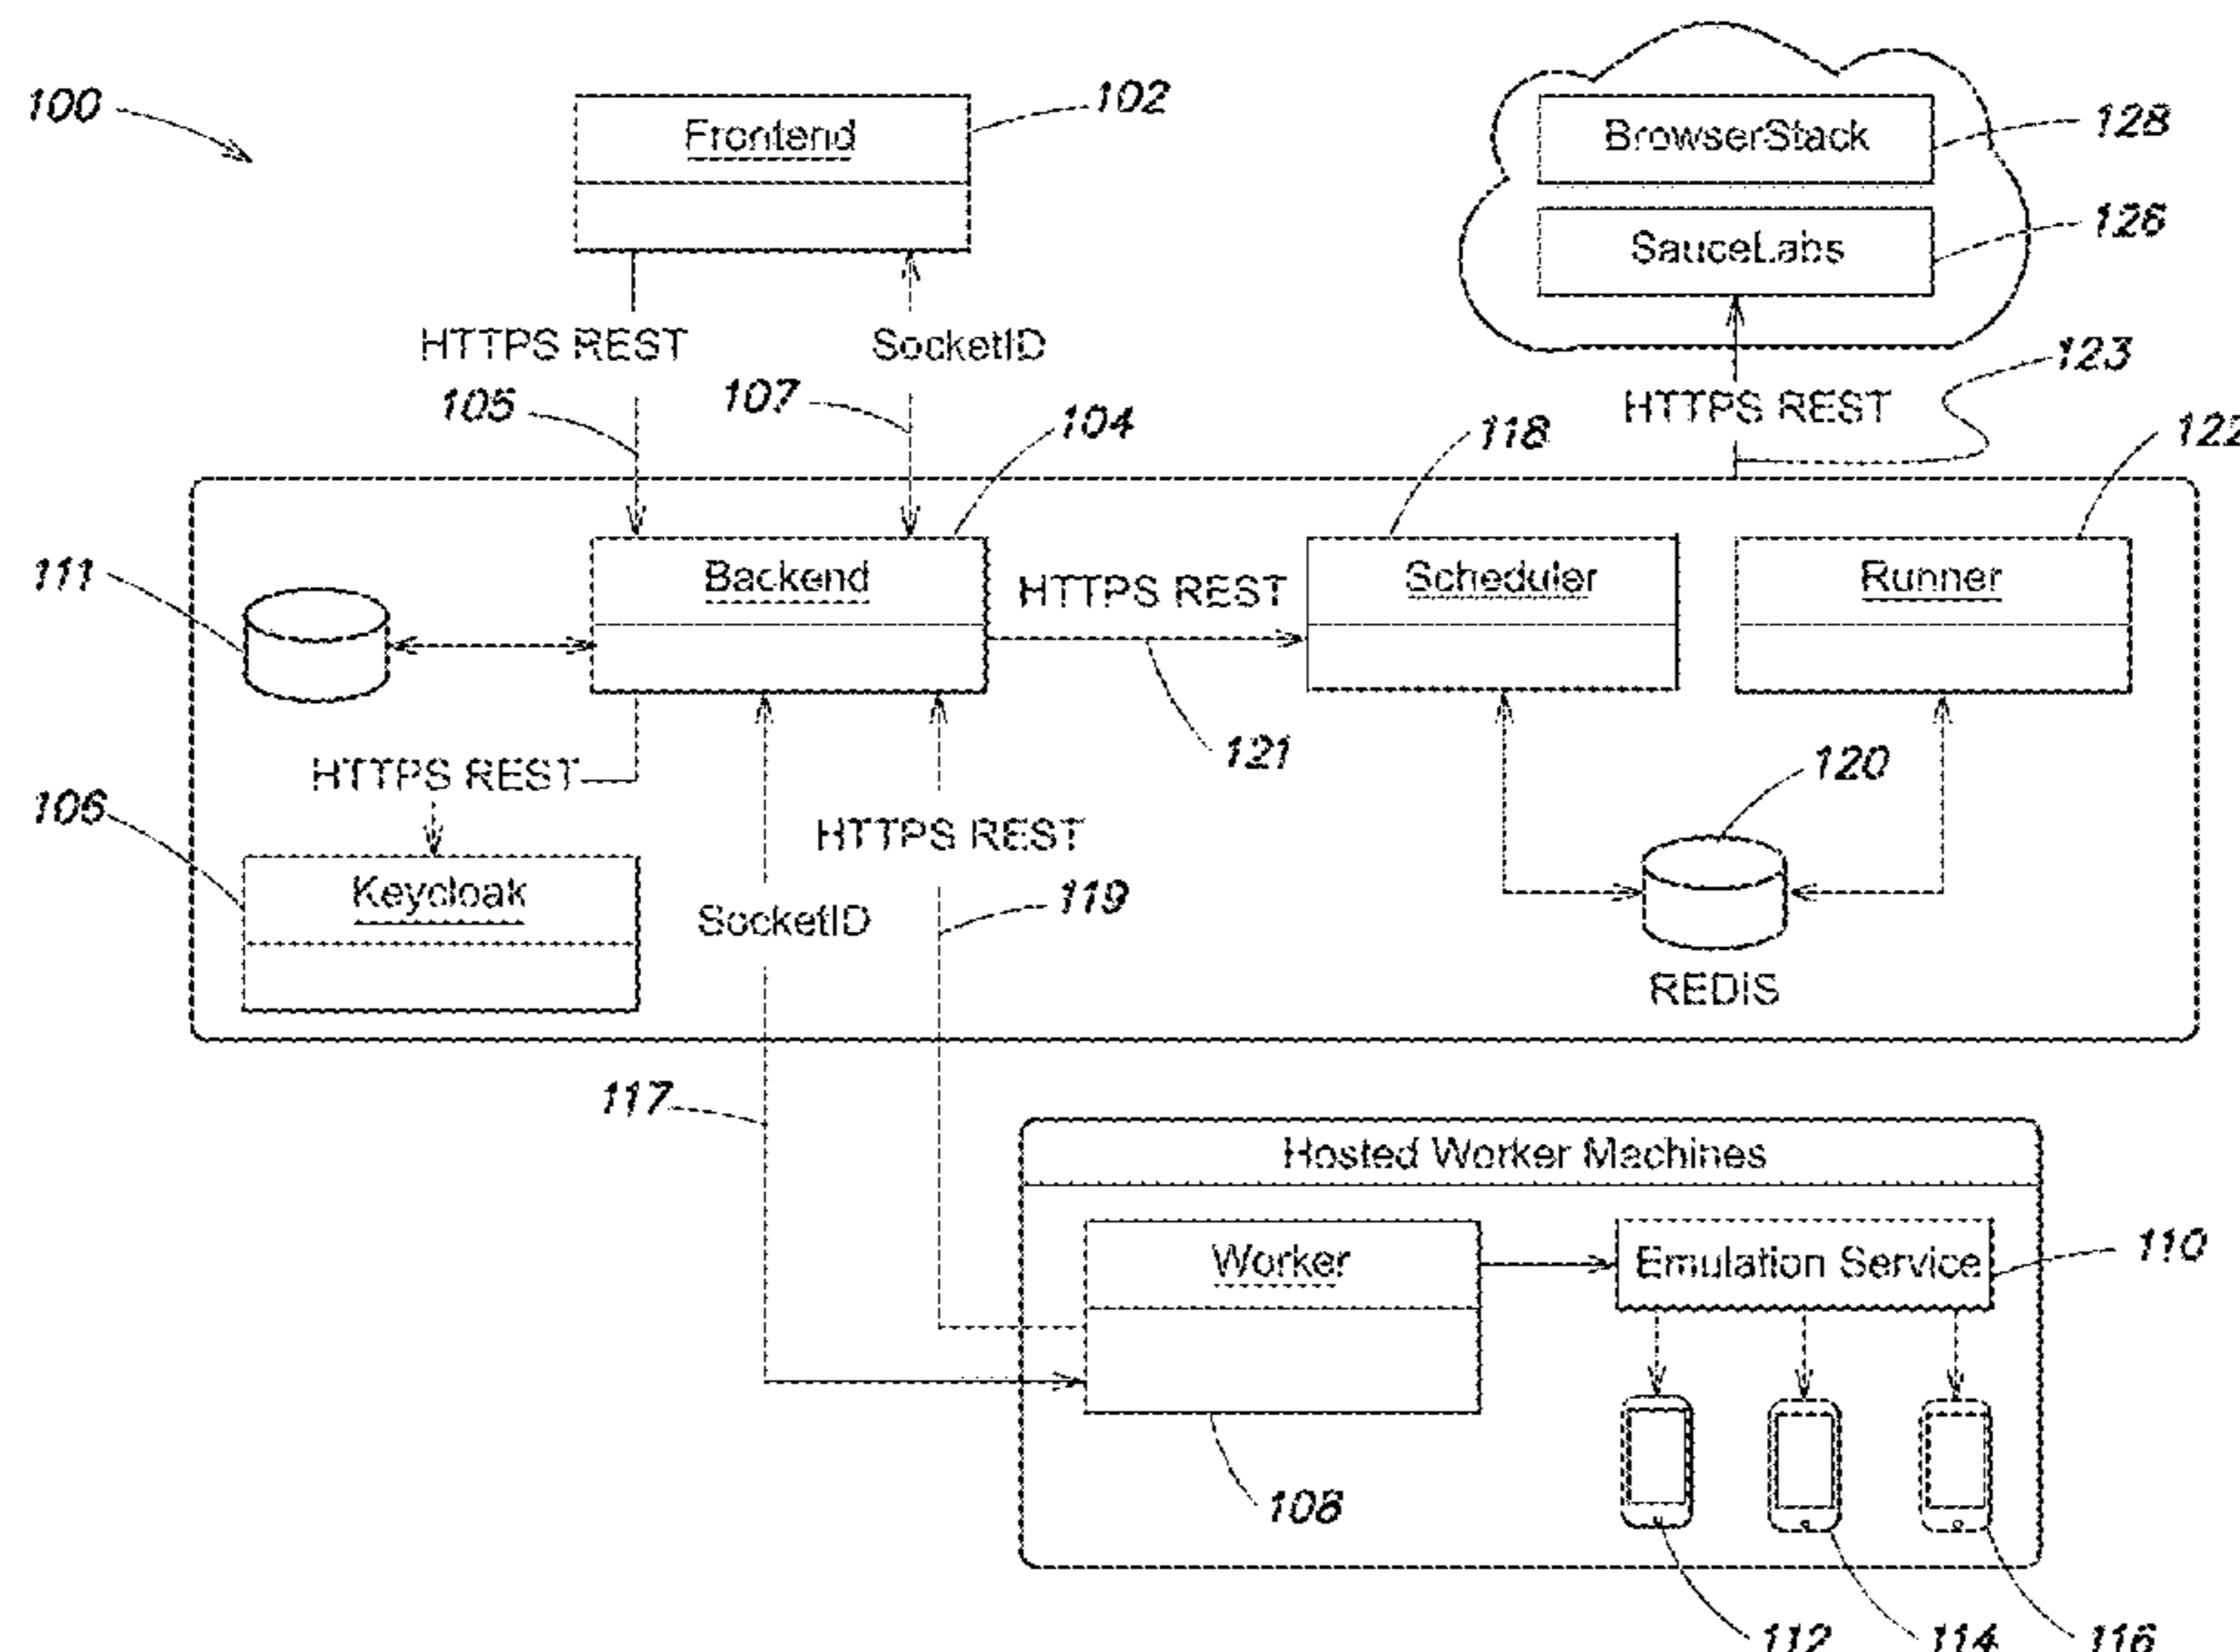 100
Frontend
102
BrowserStack
128
SauceLabs
126
HTTPS REST
SocketID
105
107
104
HTTPS REST
123
118
122
111
Backend
HTTPS REST
Scheduler
Runner
121
HTTPS REST
106
Keycloak
HTTPS REST
SocketID
119
120
REDIS
117
Hosted Worker Machines
Worker
Emulation Service
110
108
112
114
116